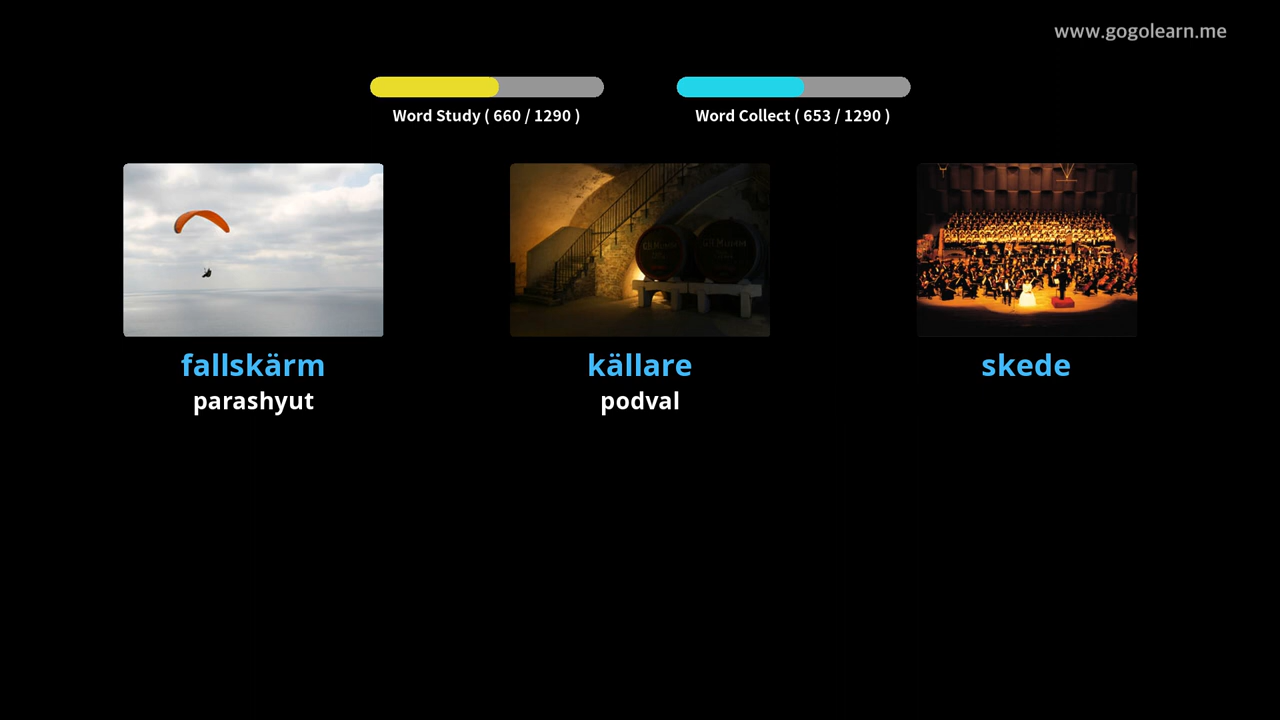 www.gogolearn.me
Word Study ( 660 / 1290 )
Word Collect ( 653 / 1290 )
fallskärm
källare
skede
parashyut
podval